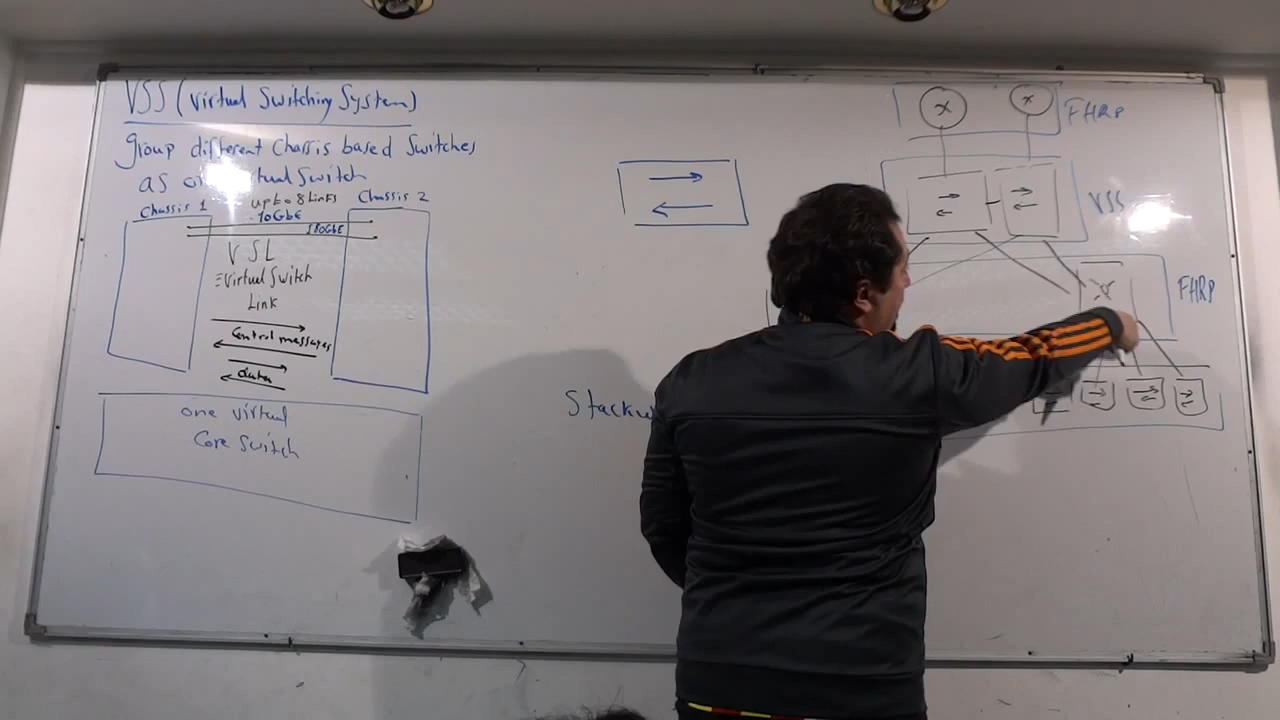 VSS (Virtual Switching System)
group different Chassis based Switches
as Switch
Chassis 1
up to 8 Links
10GbE
Chassis 2
10GbE
VSL
Virtual Switch
Link
Control messages
data
one virtual
Core Switch
X
X
FHRP
VSS
FHRP